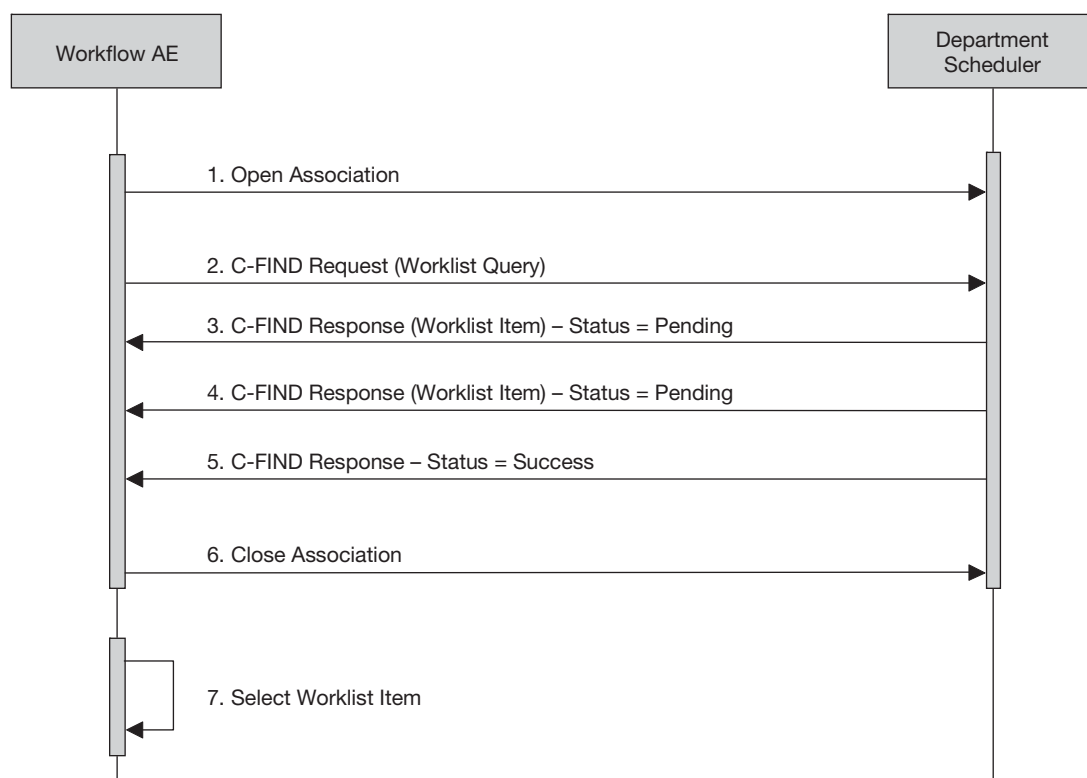 Workflow AE
Department
Scheduler
1. Open Association
2. C-FIND Request (Worklist Query)
3. C-FIND Response (Worklist Item) – Status = Pending
4. C-FIND Response (Worklist Item) – Status = Pending
5. C-FIND Response – Status = Success
6. Close Association
7. Select Worklist Item